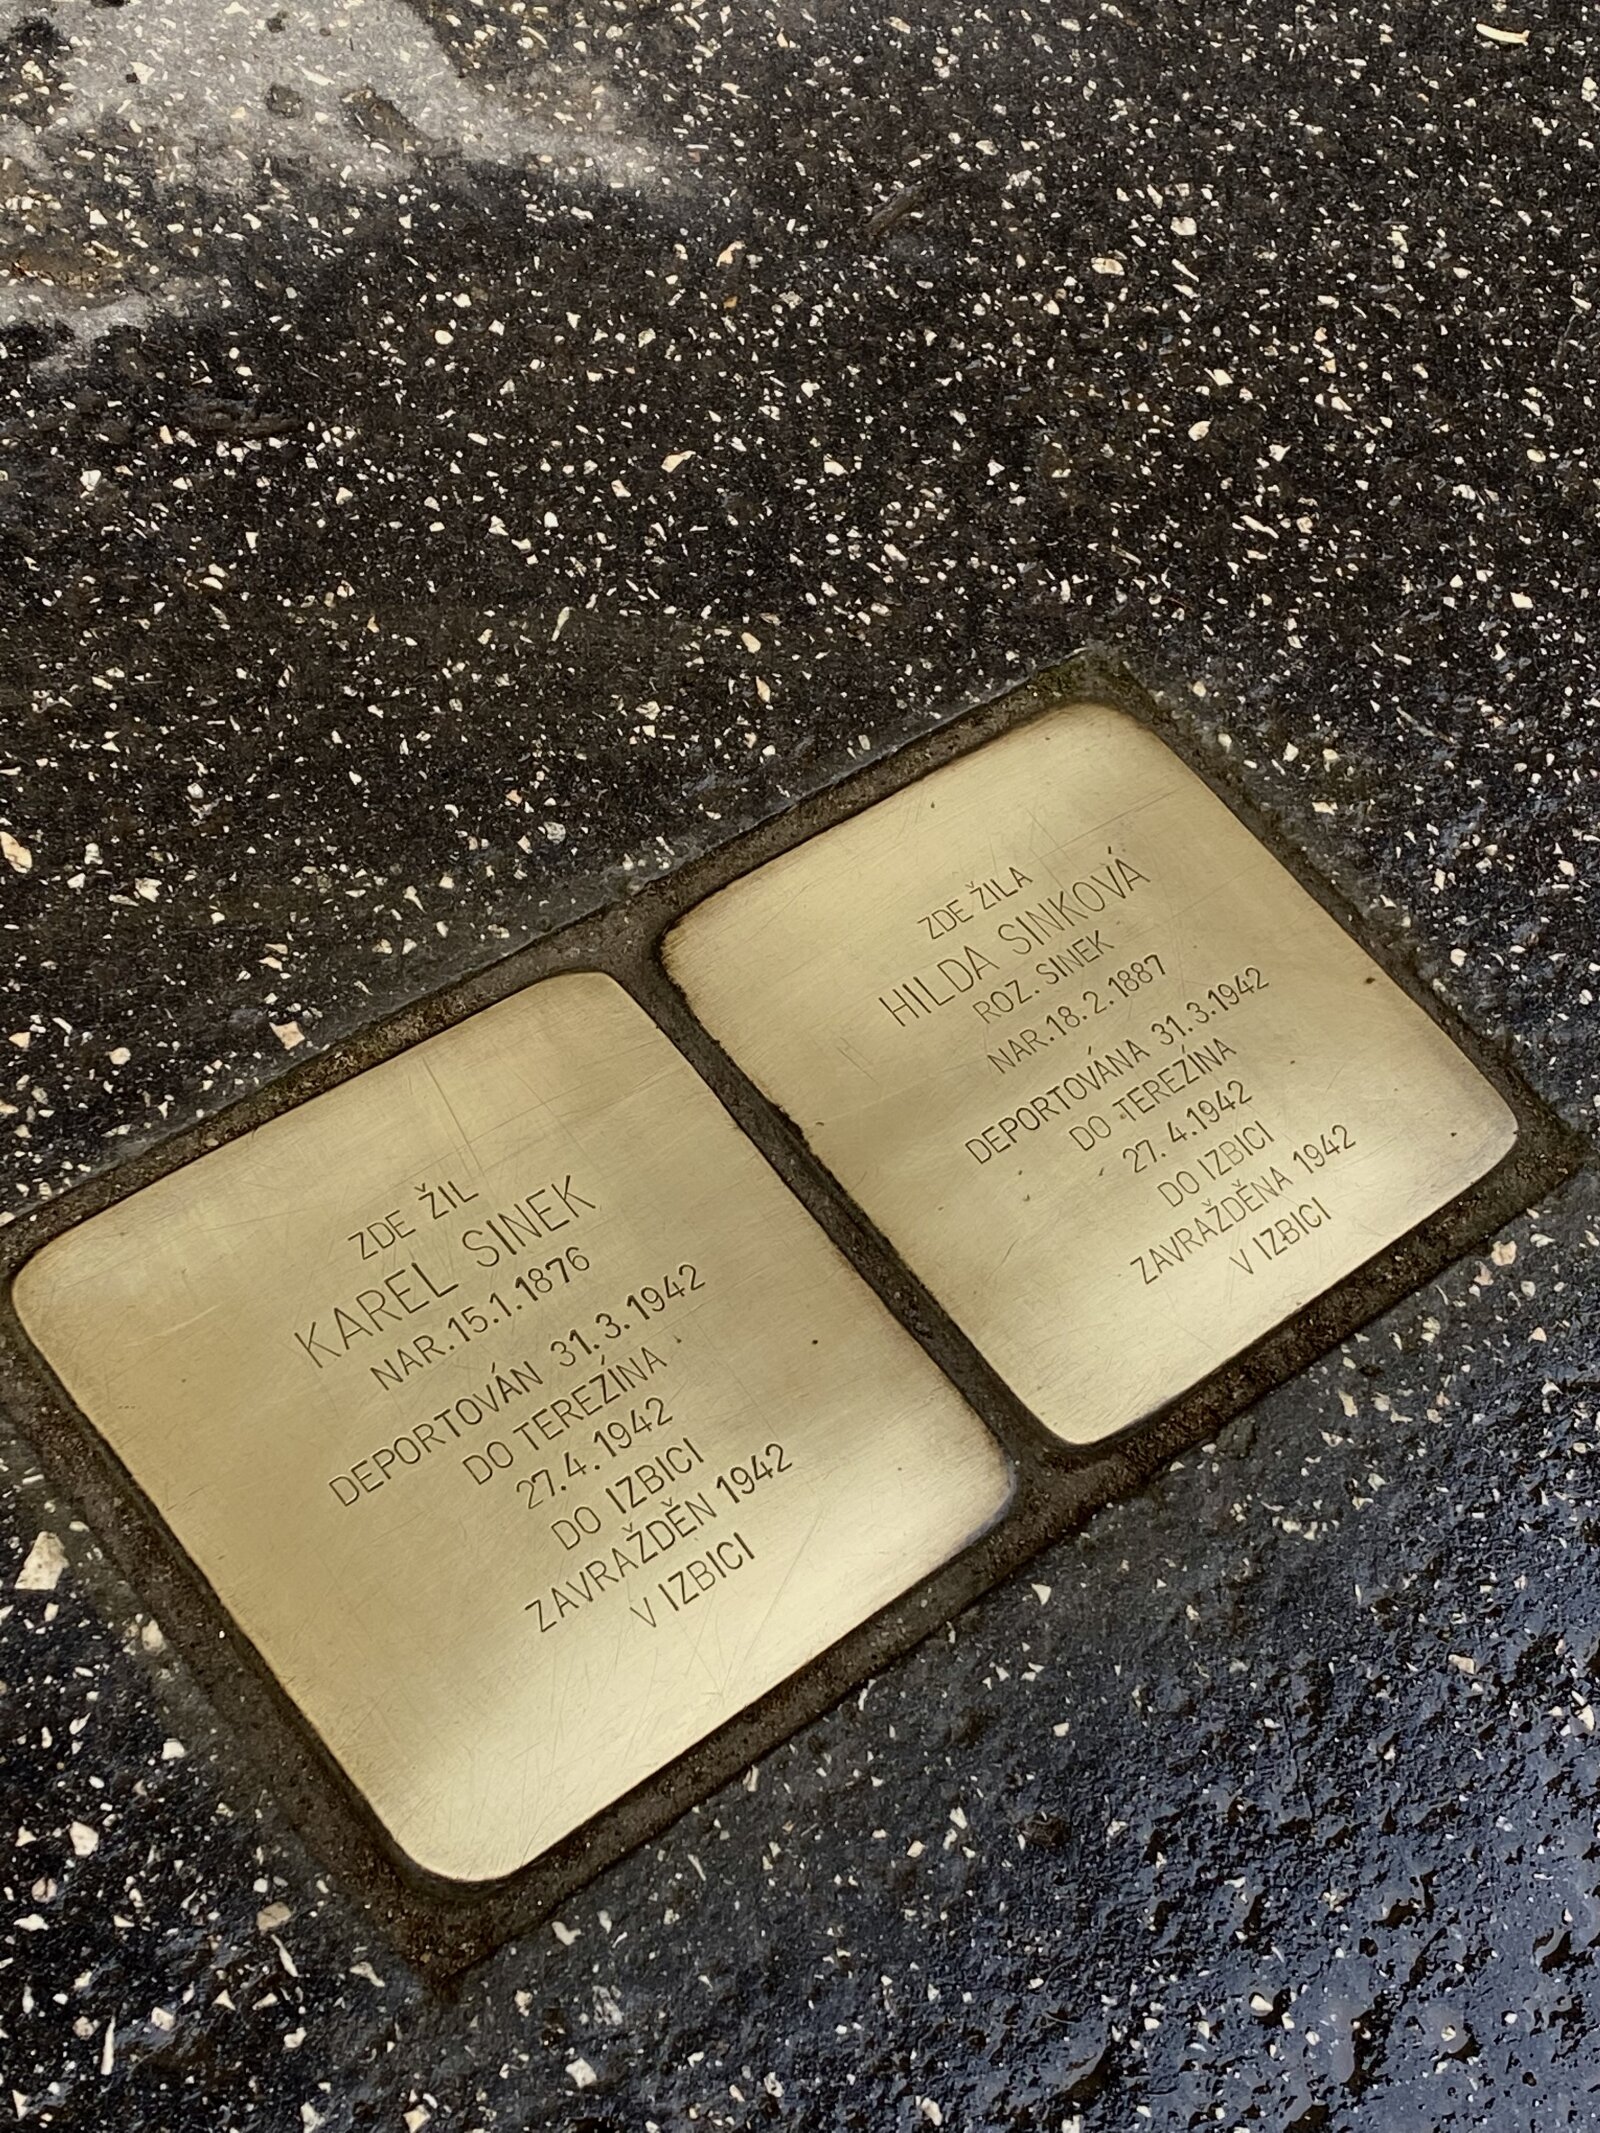 ZDE ŽIL
KAREL SINEK
NAR.15.1.1876
DEPORTOVÁN 31.3.1942
DO TEREZÍNA
27.4.1942
DO IZBICI
ZAVRAŽDĚN 1942
V IZBICI
ZDE ŽILA
HILDA SINKOVÁ
ROZ. SINEK
NAR.18.2.1887
DEPORTOVÁNA 31.3.1942
DO TEREZÍNA
27.4.1942
DO IZBICI
ZAVRAŽDĚNA 1942
V IZBICI